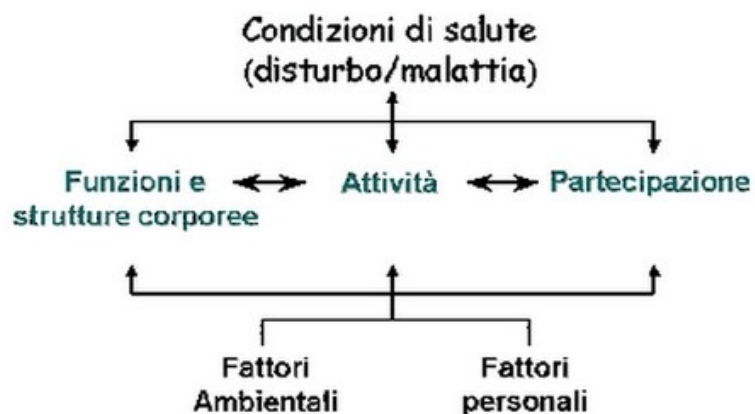 Condizioni di salute
(disturbo/malattia)
Funzioni e
strutture corporee
Attività
Partecipazione
Fattori
Ambientali
Fattori
personali